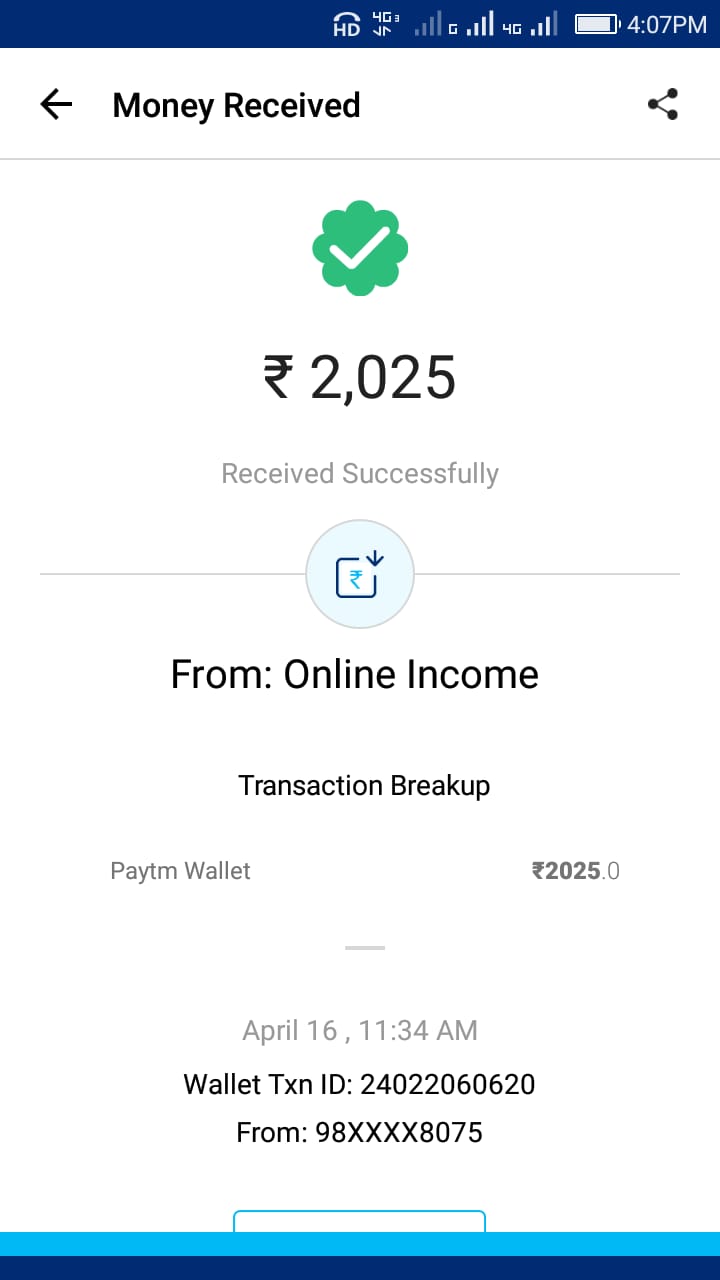 HD 4G 3 G 4G 4:07PM
Money Received
₹ 2,025
Received Successfully
₹
From: Online Income
Transaction Breakup
Paytm Wallet ₹2025.0
April 16 , 11:34 AM
Wallet Txn ID: 24022060620
From: 98XXXX8075